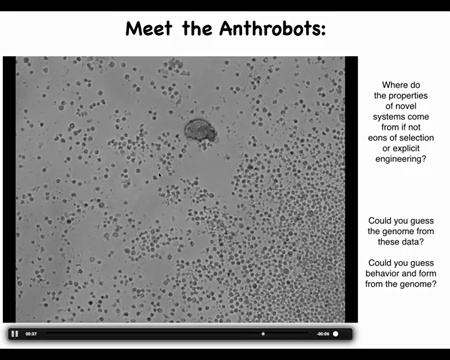 Meet the Anthrobots:
Where do
the properties
of novel
systems come
from if not
eons of selection
or explicit
engineering?
Could you guess
the genome from
these data?
Could you guess
behavior and form
from the genome?
00:37
-00:09